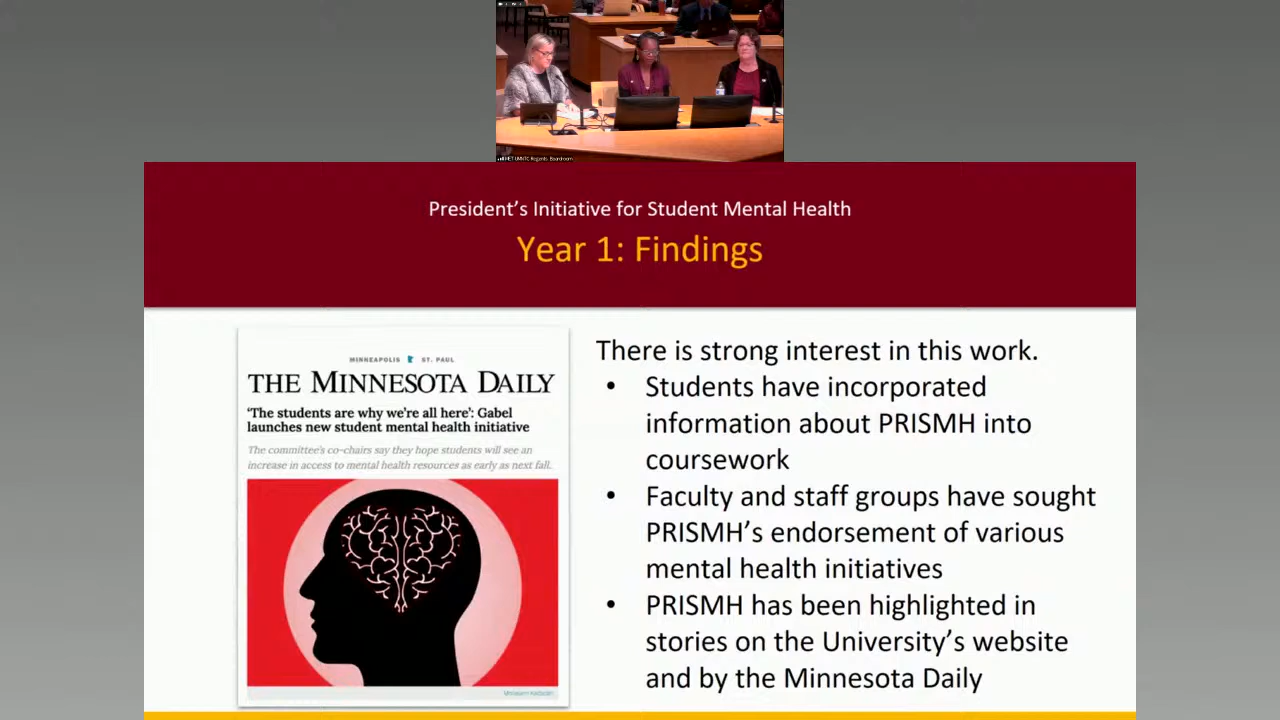 President's Initiative for Student Mental Health
Year 1: Findings
MINNEAPOLIS ST. PAUL
THE MINNESOTA DAILY
'The students are why we're all here': Gabel
launches new student mental health initiative
The committee's co-chairs say they hope students will see an
increase in access to mental health resources as early as next fall.
There is strong interest in this work.
• Students have incorporated
information about PRISMH into
coursework
• Faculty and staff groups have sought
PRISMH's endorsement of various
mental health initiatives
• PRISMH has been highlighted in
stories on the University's website
and by the Minnesota Daily